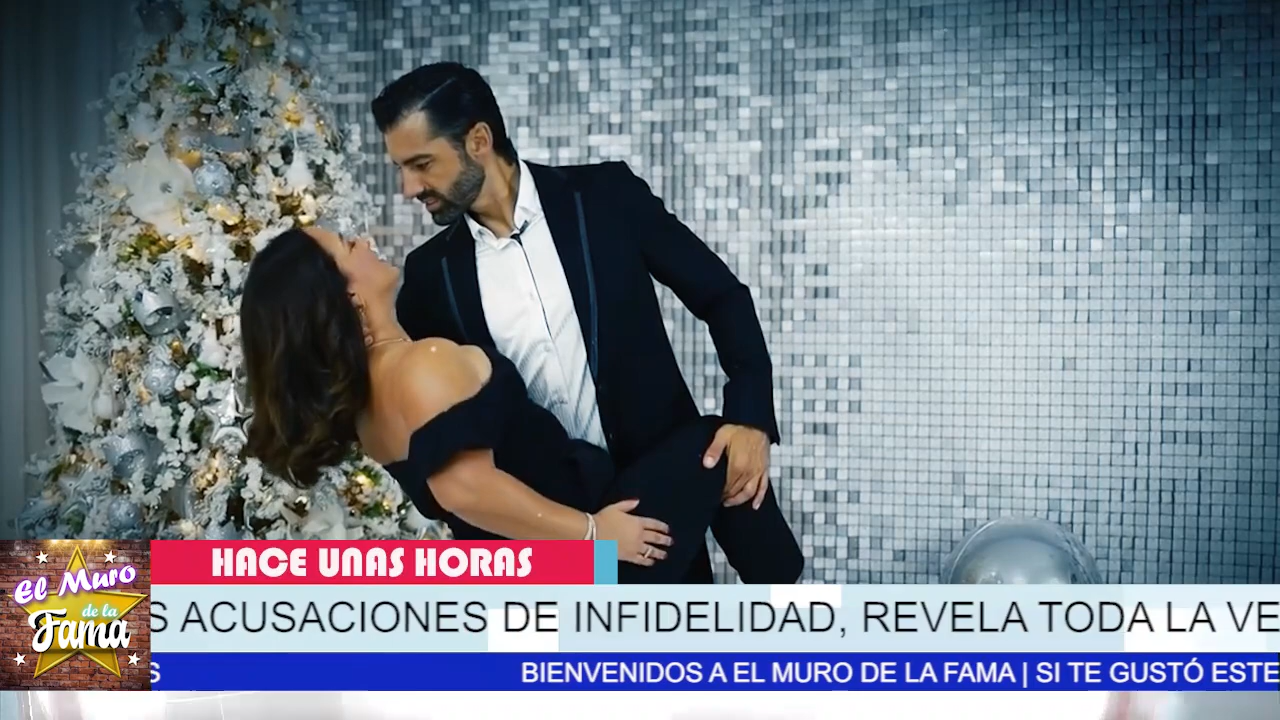 HACE UNAS HORAS
El Muro
de la
Fama
S ACUSACIONES DE INFIDELIDAD, REVELA TODA LA VE
S BIENVENIDOS A EL MURO DE LA FAMA | SI TE GUSTÓ ESTE